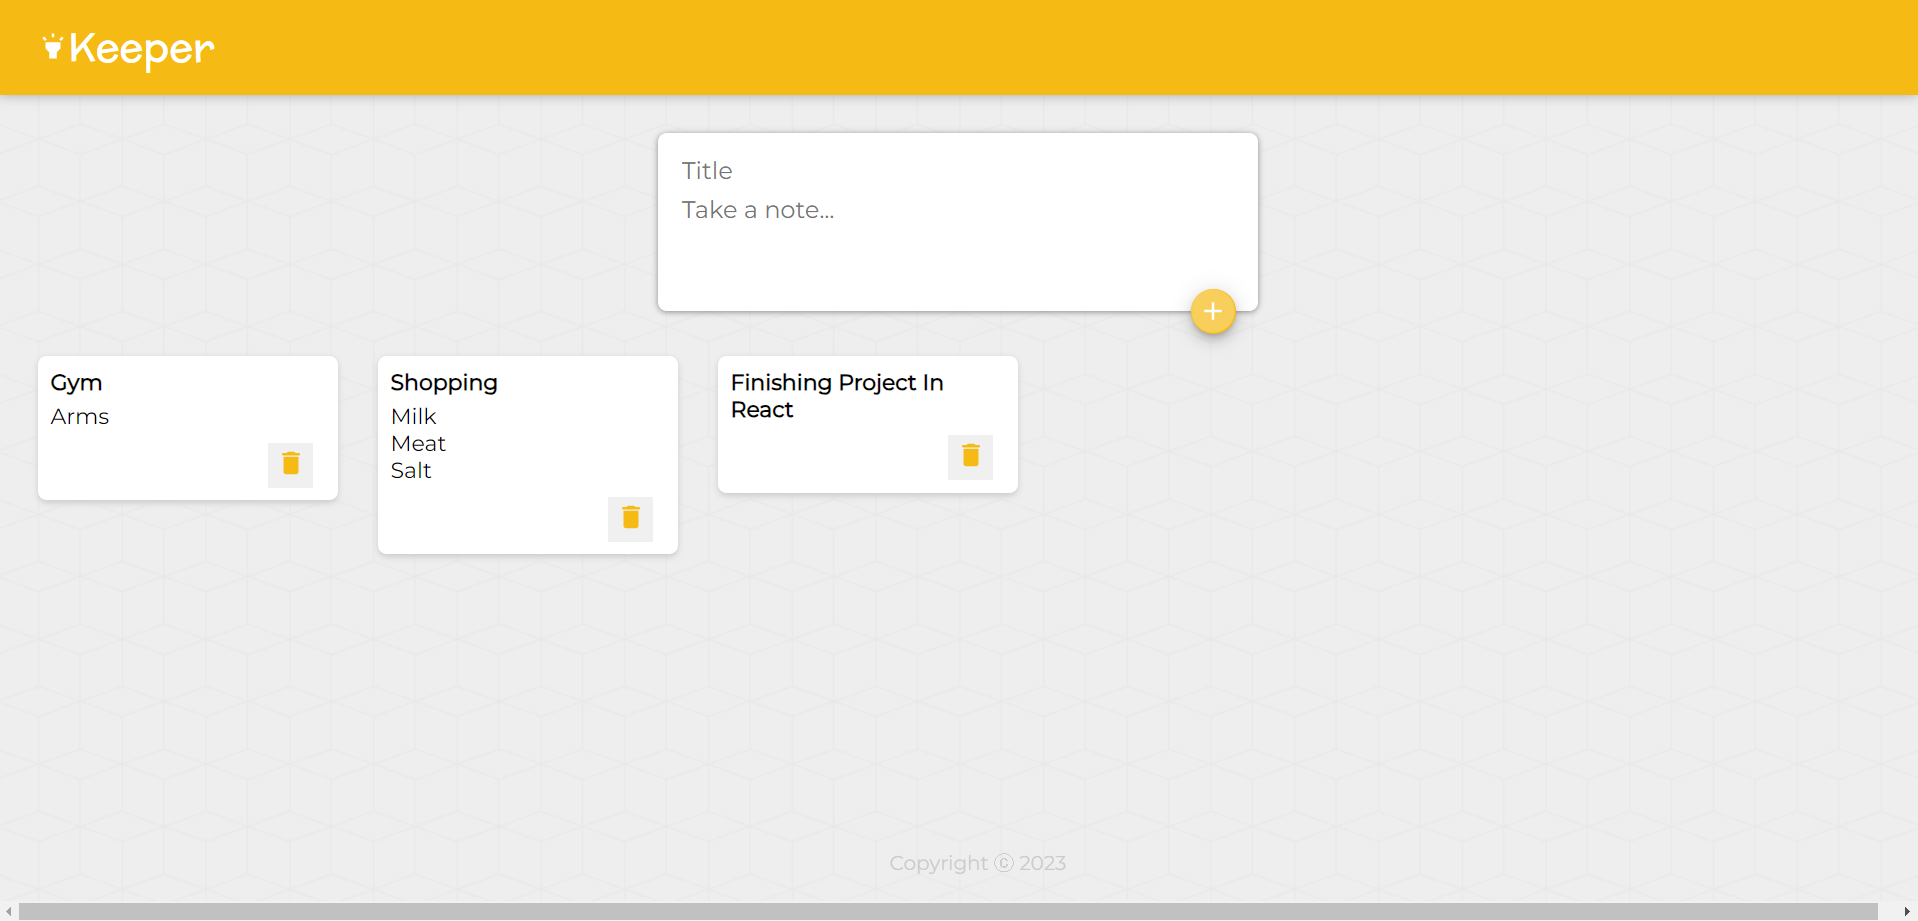 Keeper
Title
Take a note...
Gym
Arms
Shopping
Milk
Meat
Salt
Finishing Project In
React
Copyright ⓒ 2023